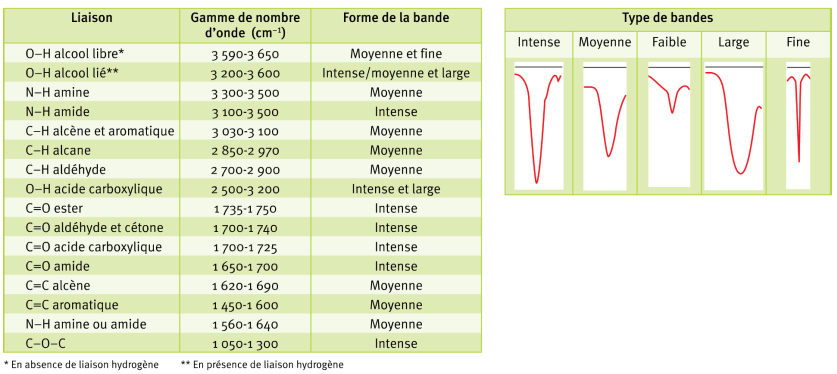 Liaison Gamme de nombre d'onde (cm⁻¹) Forme de la bande
O–H alcool libre* 3 590-3 650 Moyenne et fine
O–H alcool lié** 3 200-3 600 Intense/moyenne et large
N–H amine 3 300-3 500 Moyenne
N–H amide 3 100-3 500 Intense
C–H alcène et aromatique 3 030-3 100 Moyenne
C–H alcane 2 850-2 970 Moyenne
C–H aldéhyde 2 700-2 900 Moyenne
O–H acide carboxylique 2 500-3 200 Intense et large
C=O ester 1 735-1 750 Intense
C=O aldéhyde et cétone 1 700-1 740 Intense
C=O acide carboxylique 1 700-1 725 Intense
C=O amide 1 650-1 700 Intense
C=C alcène 1 620-1 690 Moyenne
C=C aromatique 1 450-1 600 Moyenne
N–H amine ou amide 1 560-1 640 Moyenne
C–O–C 1 050-1 300 Intense
* En absence de liaison hydrogène ** En présence de liaison hydrogène
Type de bandes
Intense Moyenne Faible Large Fine